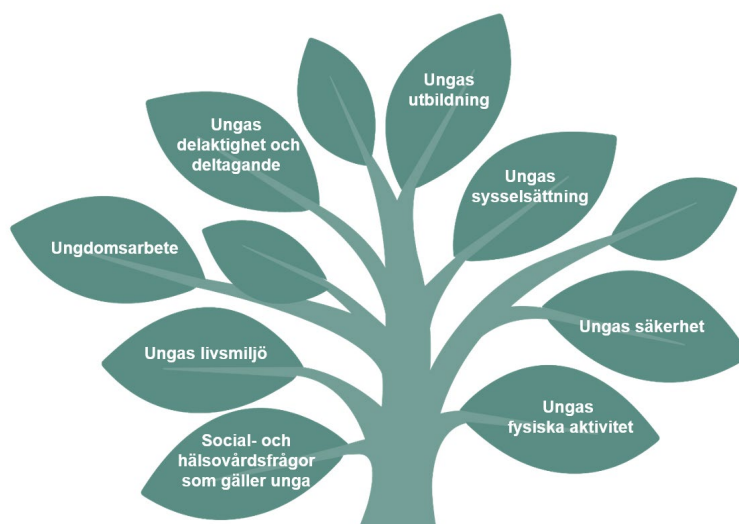 Ungas
utbildning
Ungas
delaktighet och
deltagande
Ungas
sysselsättning
Ungdomsarbete
Ungas säkerhet
Ungas livsmiljö
Ungas
fysiska aktivitet
Social- och
hälsovårdsfrågor
som gäller unga